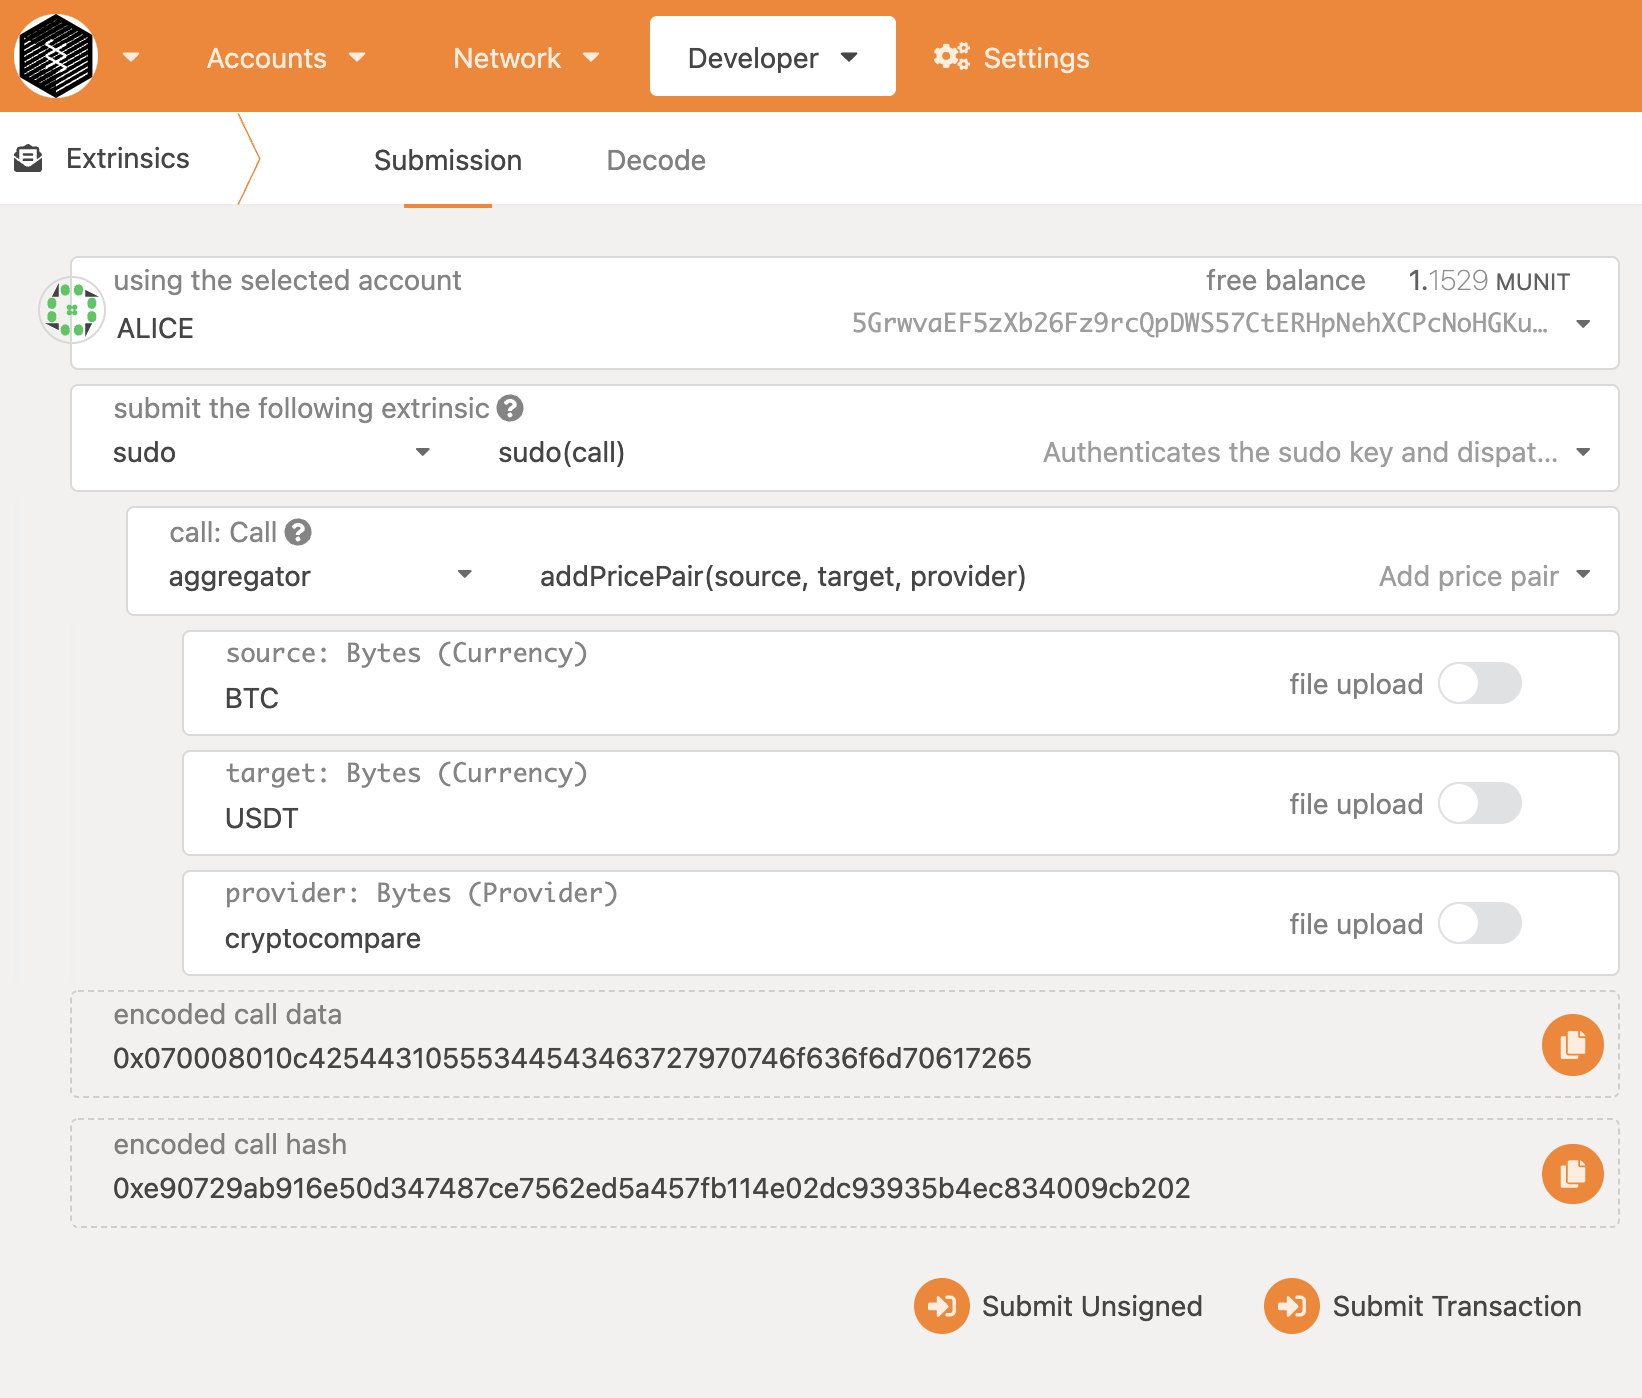 Accounts
Network
Developer
Settings
Extrinsics
Submission
Decode
using the selected account
free balance 1.1529 MUNIT
ALICE
5GrwvaEF5zXb26Fz9rcQpDWS57CtERHpNehXCPcNoHGKu…
submit the following extrinsic
sudo
sudo(call)
Authenticates the sudo key and dispat…
call: Call
aggregator
addPricePair(source, target, provider)
Add price pair
source: Bytes (Currency)
BTC
file upload
target: Bytes (Currency)
USDT
file upload
provider: Bytes (Provider)
cryptocompare
file upload
encoded call data
0x070008010c425443105553445434637279707​46f636f6d70617265
encoded call hash
0xe90729ab916e50d347487ce7562ed5a457fb114e02dc93935b4ec834009cb202
Submit Unsigned
Submit Transaction